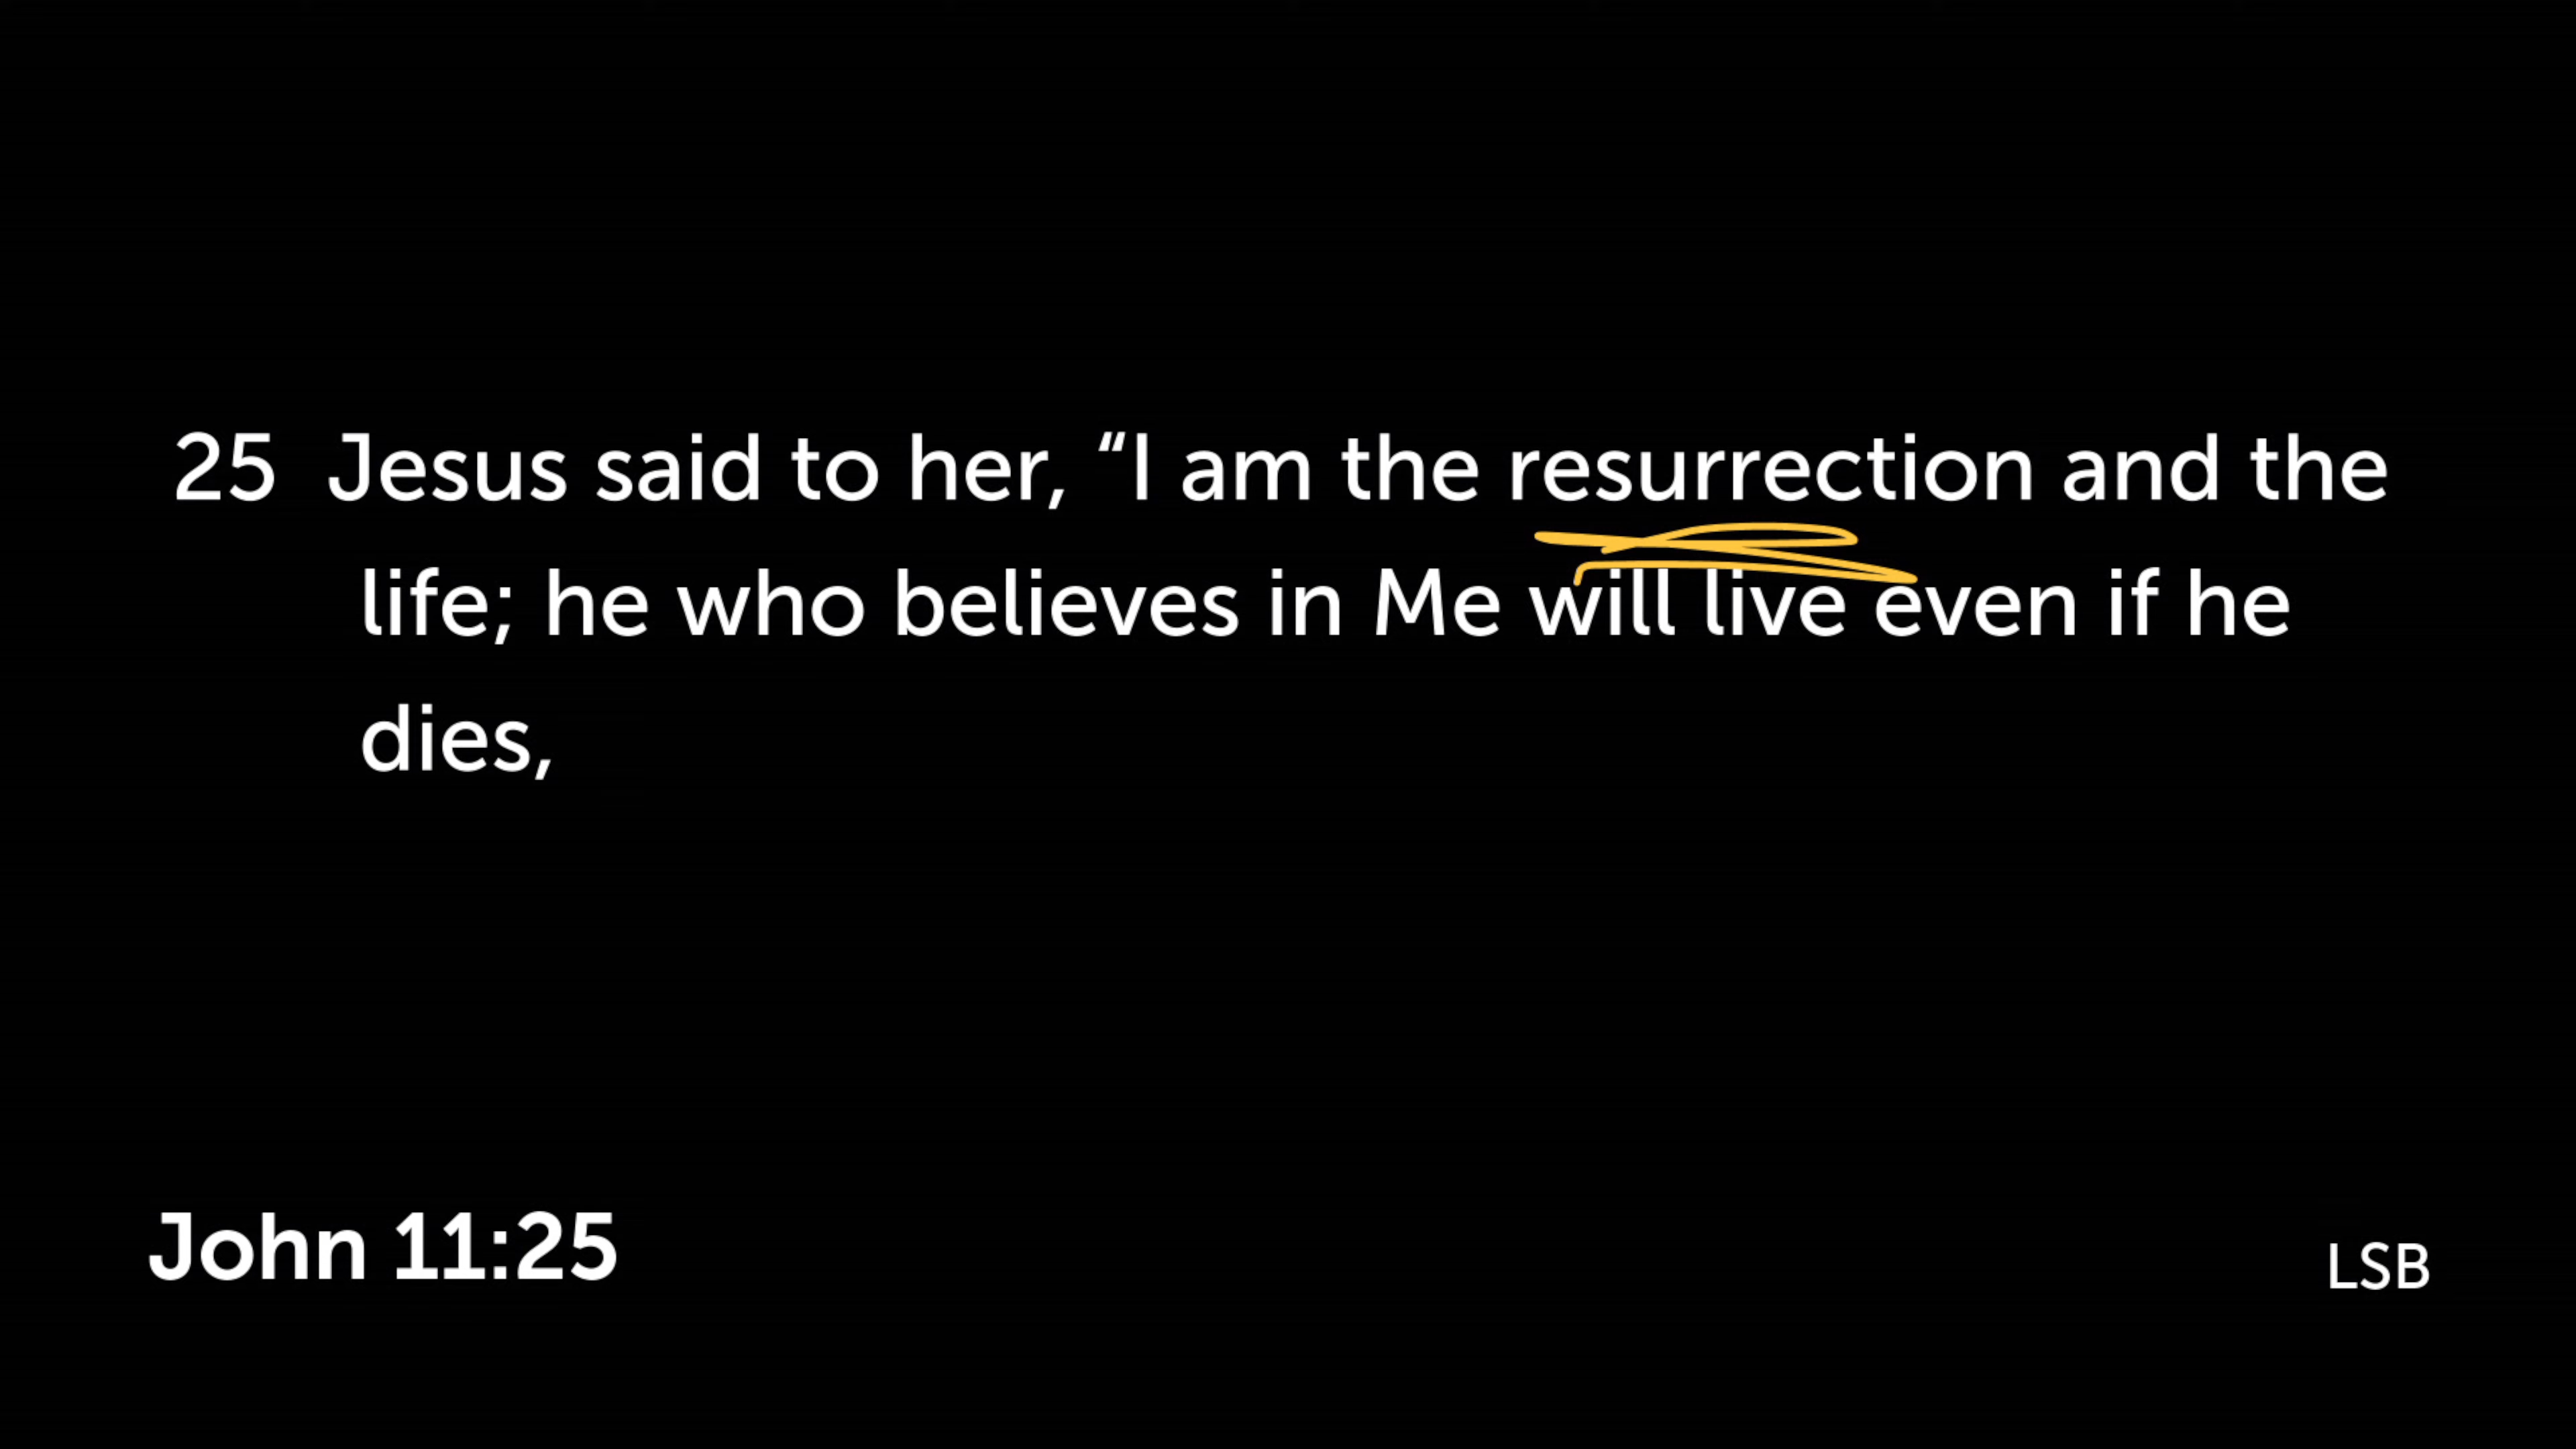 25 Jesus said to her, “I am the resurrection and the
life; he who believes in Me will live even if he
dies,
John 11:25
LSB